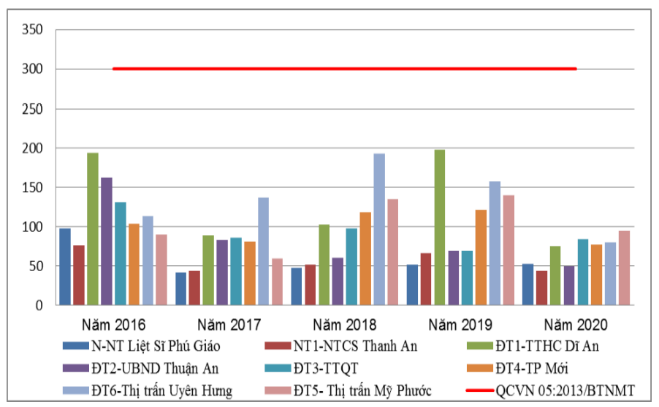 350
300
250
200
150
100
50
0
Năm 2016 Năm 2017 Năm 2018 Năm 2019 Năm 2020
N-NT Liệt Sĩ Phú Giáo NT1-NTCS Thanh An ĐT1-TTHC Dĩ An
ĐT2-UBND Thuận An ĐT3-TTQT ĐT4-TP Mới
ĐT6-Thị trấn Uyên Hưng ĐT5- Thị trấn Mỹ Phước QCVN 05:2013/BTNMT